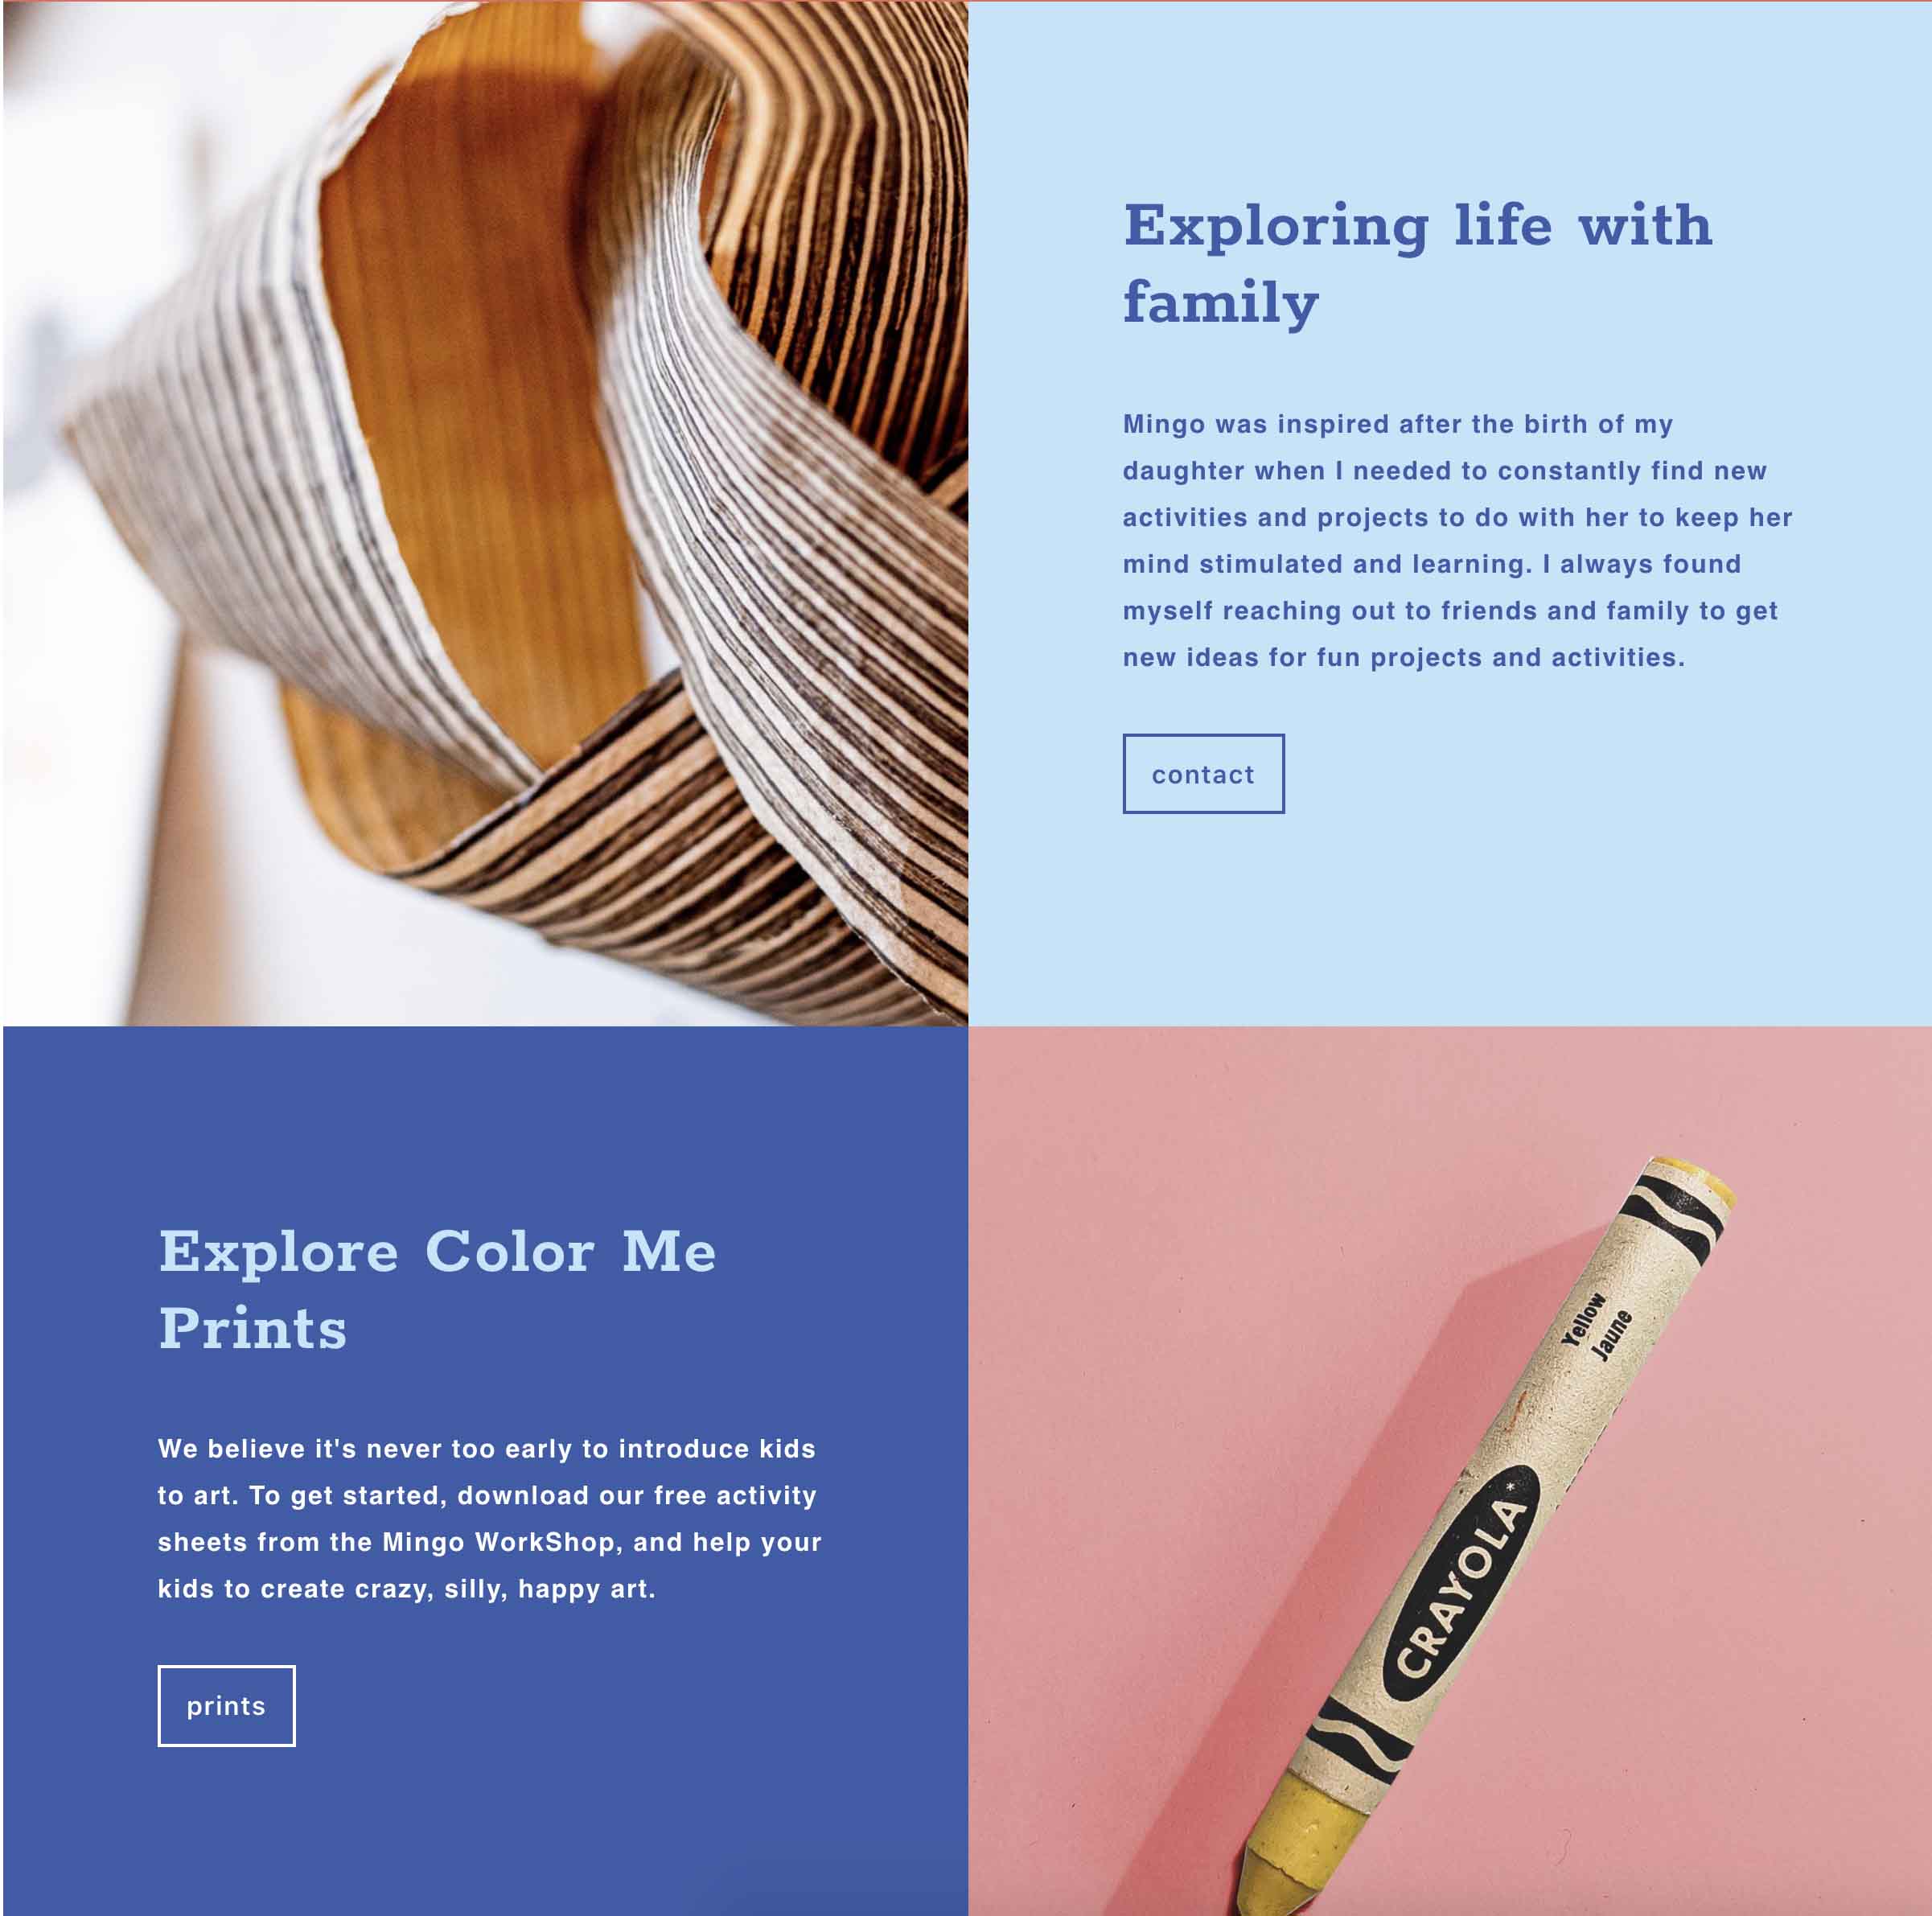 Exploring life with
family
Mingo was inspired after the birth of my
daughter when I needed to constantly find new
activities and projects to do with her to keep her
mind stimulated and learning. I always found
myself reaching out to friends and family to get
new ideas for fun projects and activities.
contact
Explore Color Me
Prints
We believe it's never too early to introduce kids
to art. To get started, download our free activity
sheets from the Mingo WorkShop, and help your
kids to create crazy, silly, happy art.
prints
Yellow
Jaune
CRAYOLA*